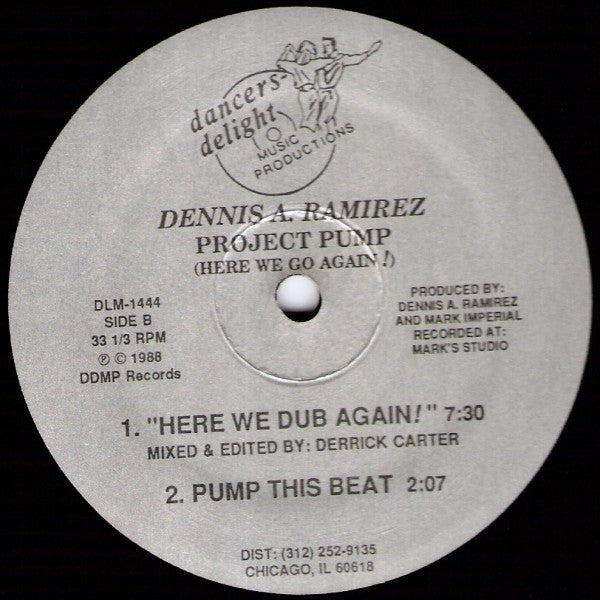 dancers-
delight
MUSIC
PRODUCTIONS
DENNIS A. RAMIREZ
PROJECT PUMP
(HERE WE GO AGAIN!)
DLM-1444
SIDE B
33 1/3 RPM
℗ © 1988
DDMP Records
PRODUCED BY:
DENNIS A. RAMIREZ
AND MARK IMPERIAL
RECORDED AT:
MARK'S STUDIO
1. "HERE WE DUB AGAIN!" 7:30
MIXED & EDITED BY: DERRICK CARTER
2. PUMP THIS BEAT 2:07
DIST: (312) 252-9135
CHICAGO, IL 60618